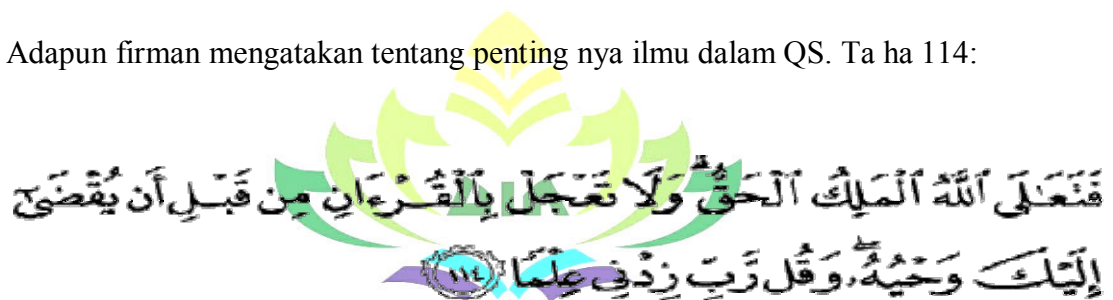 Adapun firman mengatakan tentang penting nya ilmu dalam QS. Ta ha 114:
فَتَعَٰلَى ٱللَّهُ ٱلْمَلِكُ ٱلْحَقُّ ۗ وَلَا تَعْجَلْ بِٱلْقُرْءَانِ مِن قَبْلِ أَن يُقْضَىٰٓ
إِلَيْكَ وَحْيُهُۥ ۖ وَقُل رَّبِّ زِدْنِى عِلْمًا ﴿١١٤﴾